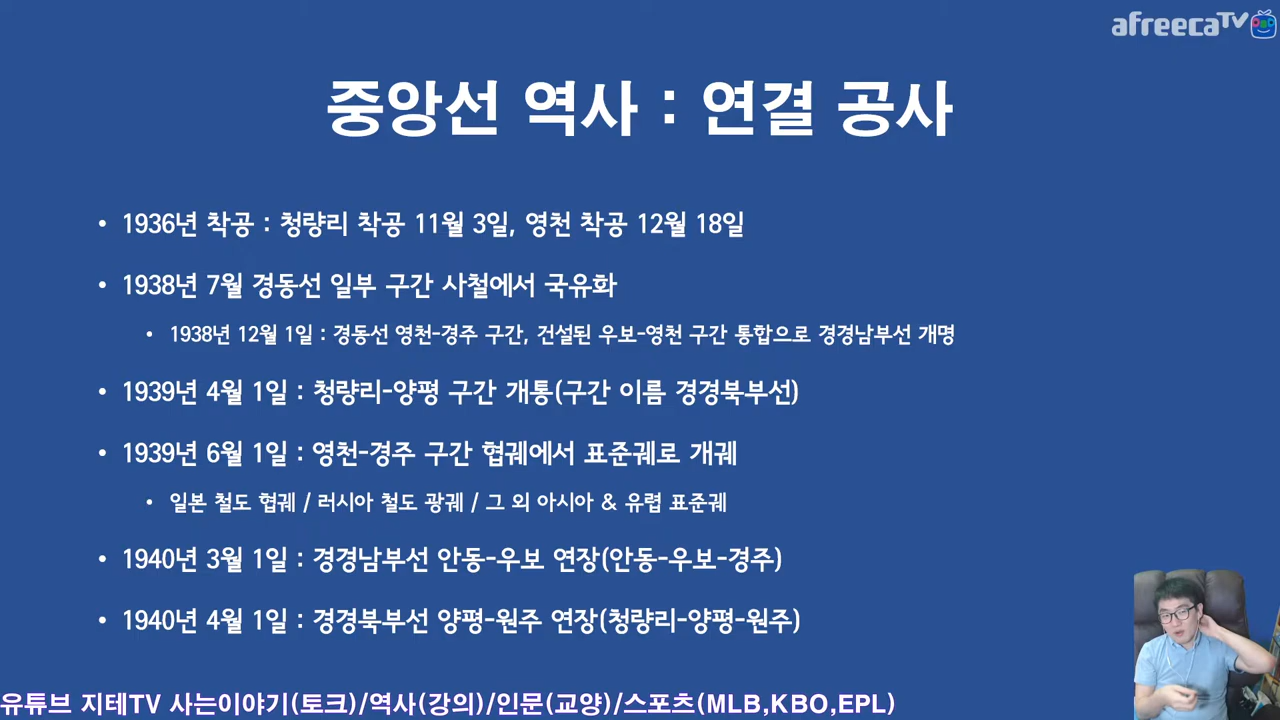 afreecaTV
중앙선 역사 : 연결 공사
• 1936년 착공 : 청량리 착공 11월 3일, 영천 착공 12월 18일
• 1938년 7월 경동선 일부 구간 사철에서 국유화
• 1938년 12월 1일 : 경동선 영천-경주 구간, 건설된 우보-영천 구간 통합으로 경경남부선 개명
• 1939년 4월 1일 : 청량리-양평 구간 개통(구간 이름 경경북부선)
• 1939년 6월 1일 : 영천-경주 구간 협궤에서 표준궤로 개궤
• 일본 철도 협궤 / 러시아 철도 광궤 / 그 외 아시아 & 유렵 표준궤
• 1940년 3월 1일 : 경경남부선 안동-우보 연장(안동-우보-경주)
• 1940년 4월 1일 : 경경북부선 양평-원주 연장(청량리-양평-원주)
유튜브 지테TV 사는이야기(토크)/역사(강의)/인문(교양)/스포츠(MLB,KBO,EPL)